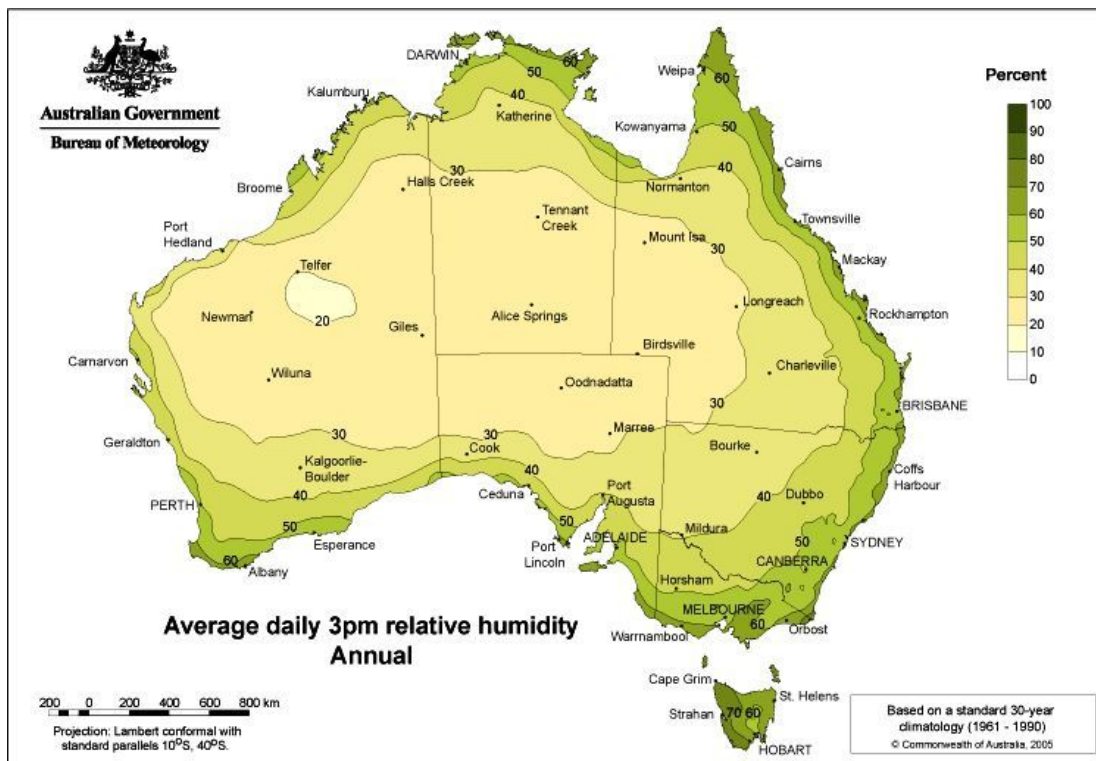 Australian Government
Bureau of Meteorology
DARWIN
60
50
Weipa
60
Percent
100
90
80
70
60
50
40
30
20
10
0
Kalumburu
40
Katherine
Kowanyama
50
40
Cairns
30
Halls Creek
Normanton
Broome
Tennant
Creek
Townsville
Port
Hedland
Mount Isa
30
Mackay
Telfer
Newman
20
Giles
Alice Springs
Longreach
Rockhampton
Birdsville
Carnarvon
Wiluna
Oodnadatta
Charleville
30
BRISBANE
Geraldton
30
30
Marree
Bourke
Cook
Kalgoorlie-
Boulder
40
Coffs
Harbour
40
Ceduna
Port
Augusta
40
Dubbo
PERTH
50
Esperance
50
Port
Lincoln
ADELAIDE
Mildura
50
SYDNEY
60
Albany
CANBERRA
Horsham
MELBOURNE
60
Warrnambool
Orbost
Average daily 3pm relative humidity
Annual
Cape Grim
St. Helens
Strahan
70
60
HOBART
200 0 200 400 600 800 km
Projection: Lambert conformal with
standard parallels 10°S, 40°S.
Based on a standard 30-year
climatology (1961 - 1990)
© Commonwealth of Australia, 2005